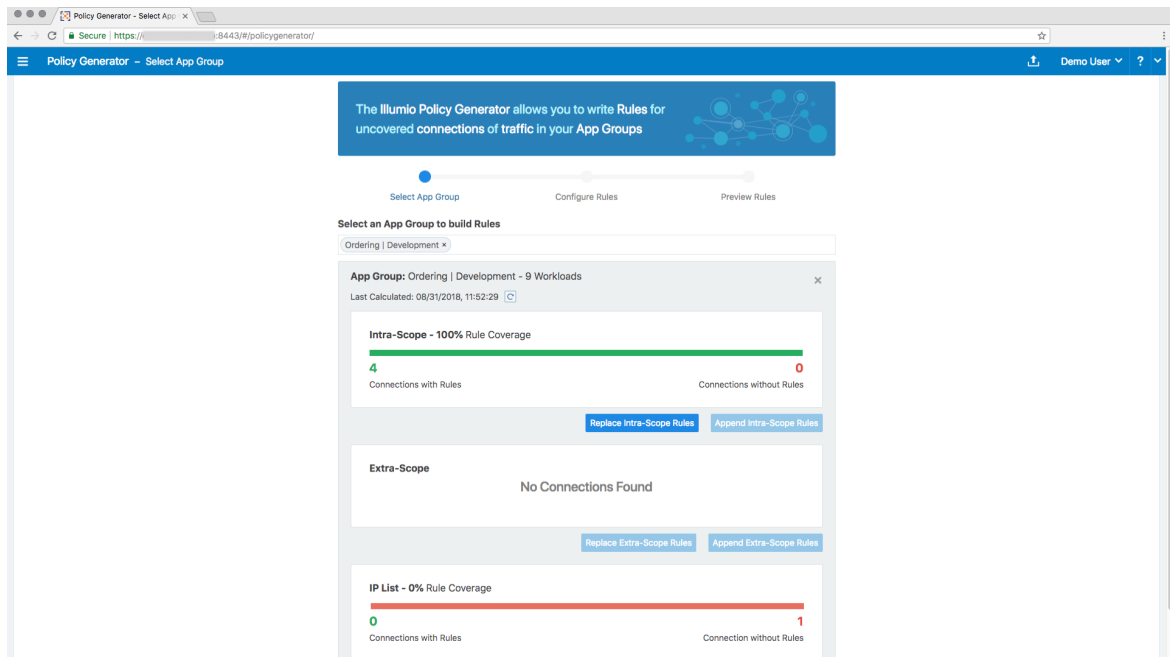 Policy Generator - Select App
Secure | https://
:8443/#/policygenerator/
Policy Generator – Select App Group
Demo User
?
The Illumio Policy Generator allows you to write Rules for
uncovered connections of traffic in your App Groups
Select App Group
Configure Rules
Preview Rules
Select an App Group to build Rules
Ordering | Development ×
App Group: Ordering | Development - 9 Workloads
Last Calculated: 08/31/2018, 11:52:29
Intra-Scope - 100% Rule Coverage
4
0
Connections with Rules
Connections without Rules
Replace Intra-Scope Rules
Append Intra-Scope Rules
Extra-Scope
No Connections Found
Replace Extra-Scope Rules
Append Extra-Scope Rules
IP List - 0% Rule Coverage
0
1
Connections with Rules
Connection without Rules